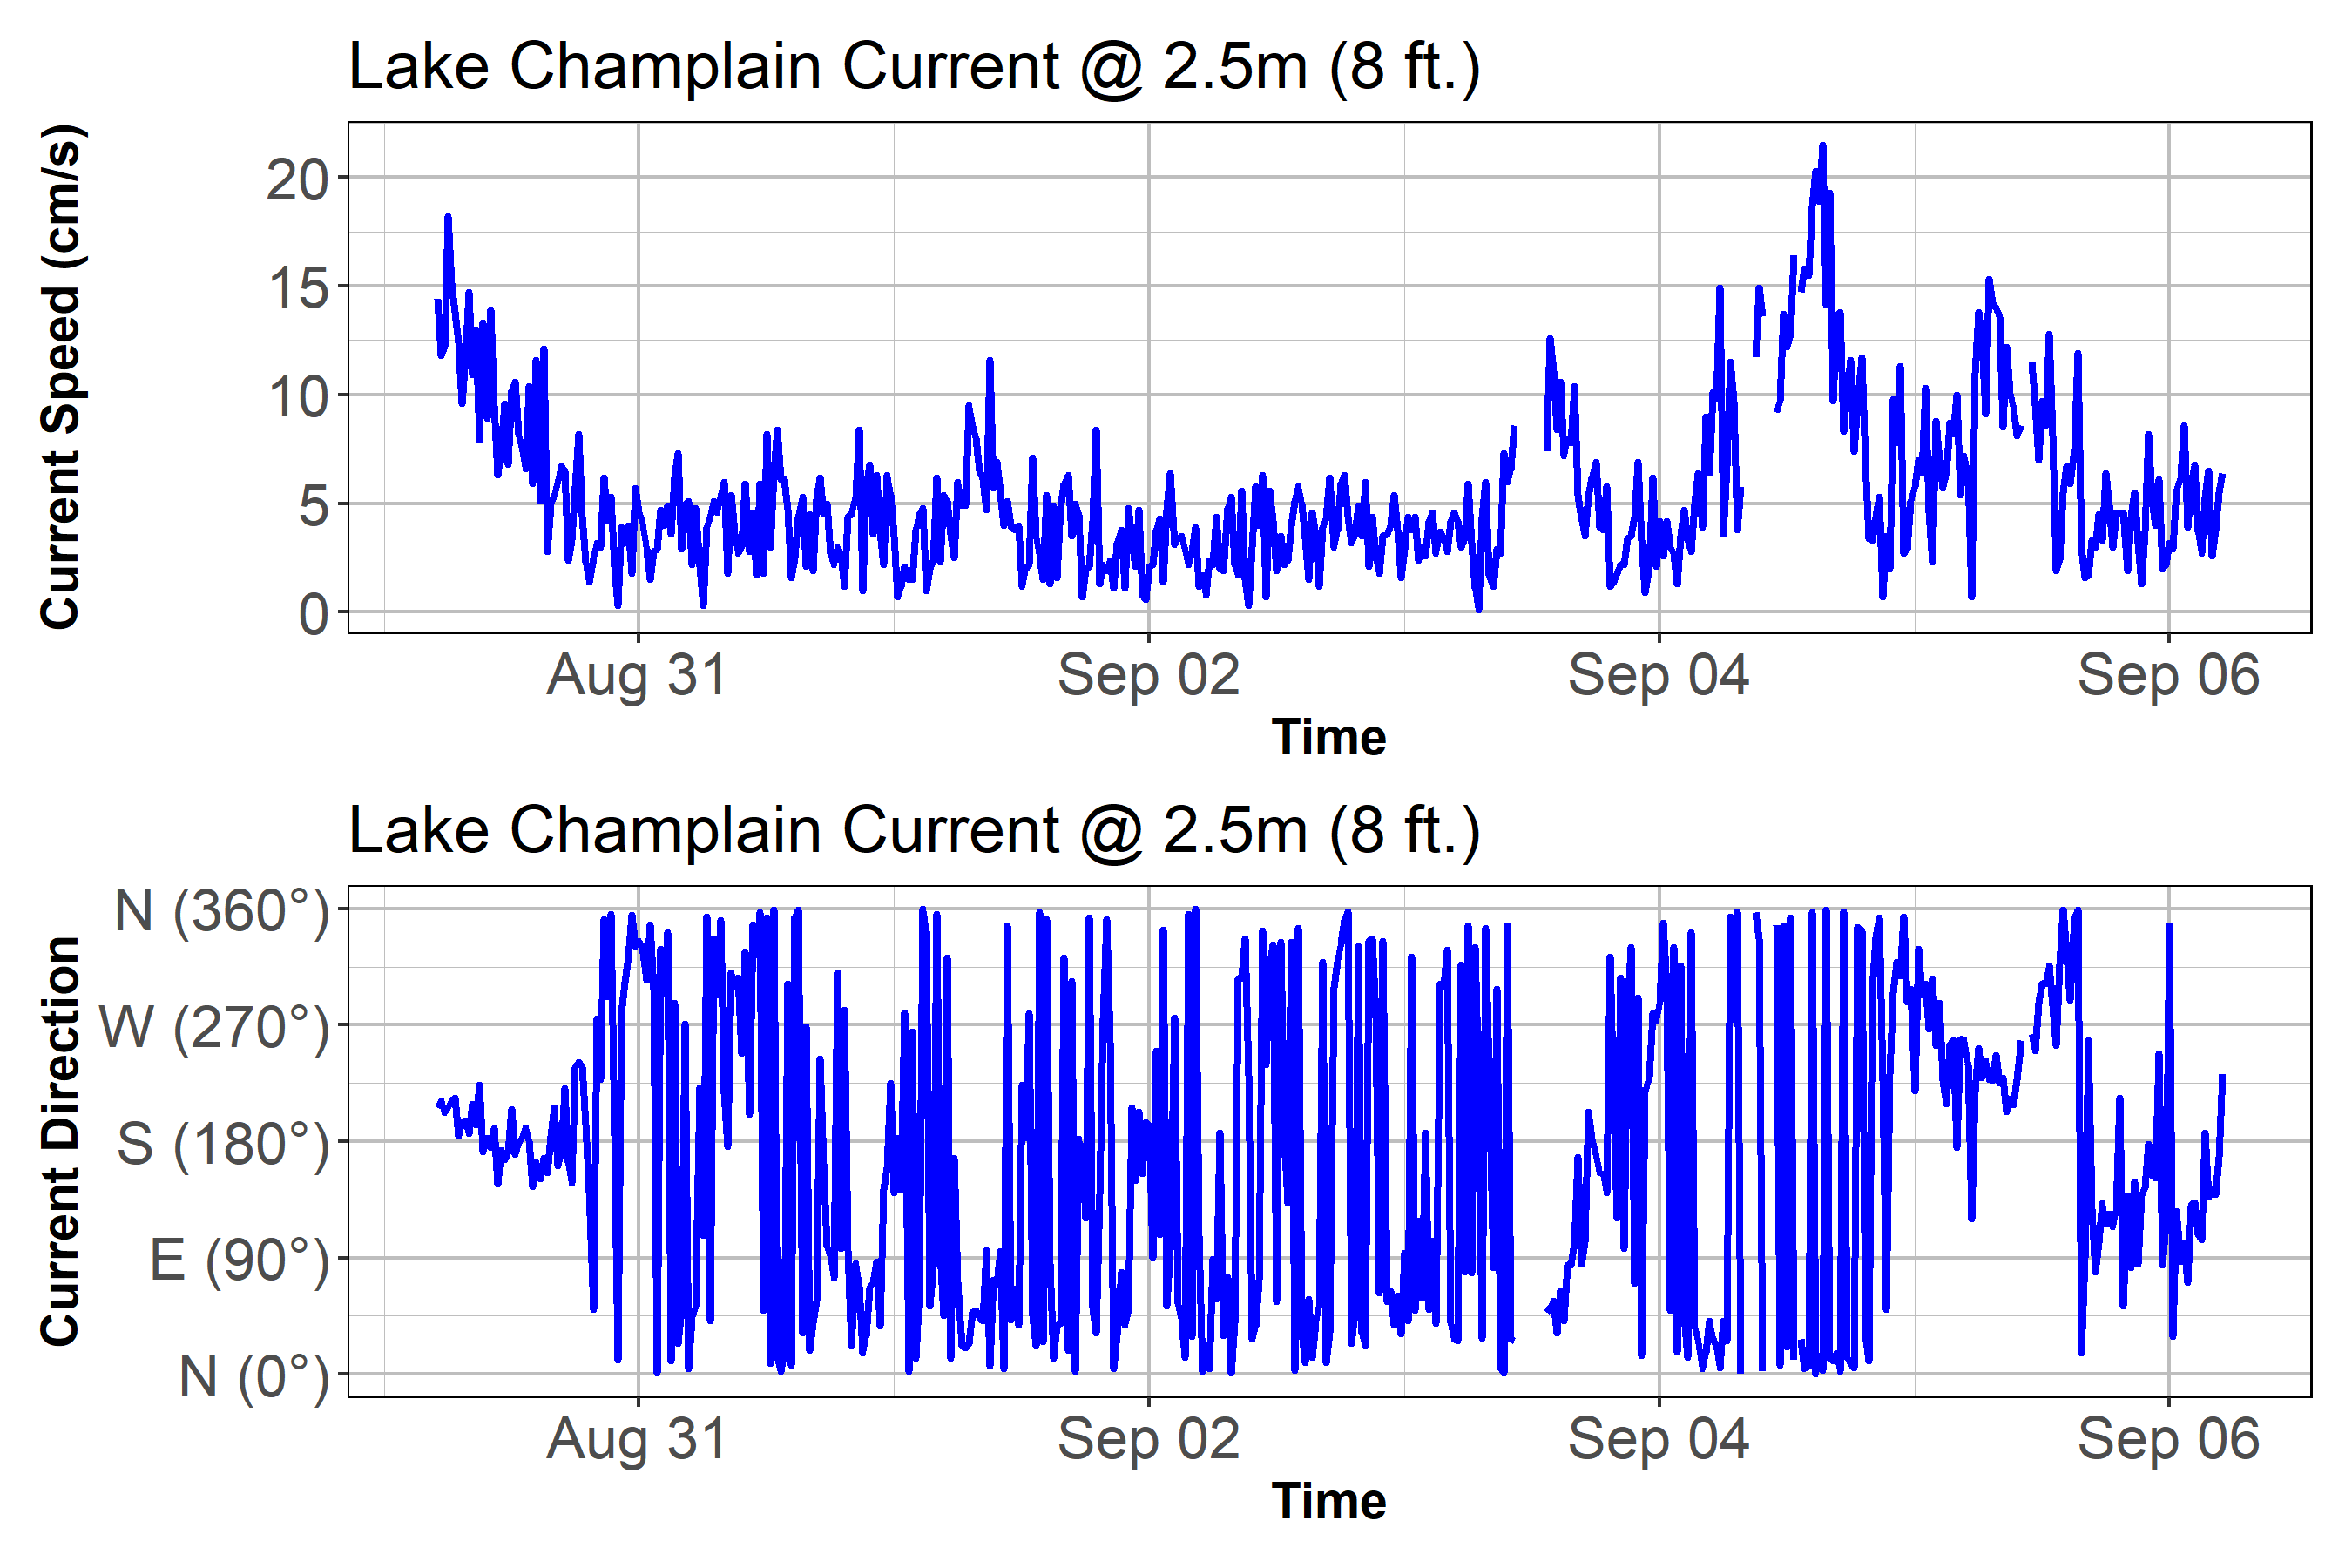 Lake Champlain Current @ 2.5m (8 ft.)
Current Speed (cm/s)
20
15
10
5
0
Aug 31 Sep 02 Sep 04 Sep 06
Time
Lake Champlain Current @ 2.5m (8 ft.)
Current Direction
N (360°)
W (270°)
S (180°)
E (90°)
N (0°)
Aug 31 Sep 02 Sep 04 Sep 06
Time